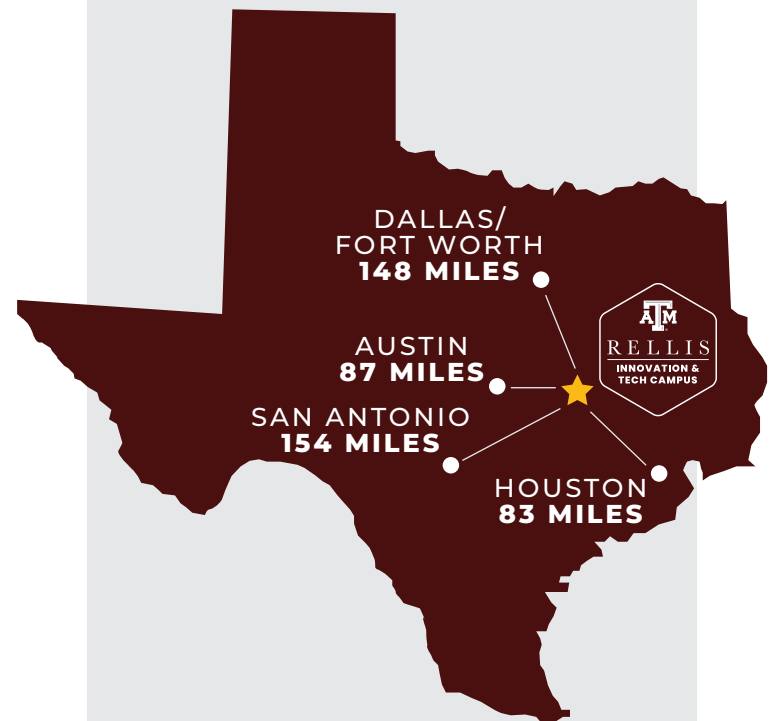 DALLAS/
FORT WORTH
148 MILES
ATM
RELLIS
INNOVATION &
TECH CAMPUS
AUSTIN
87 MILES
SAN ANTONIO
154 MILES
HOUSTON
83 MILES